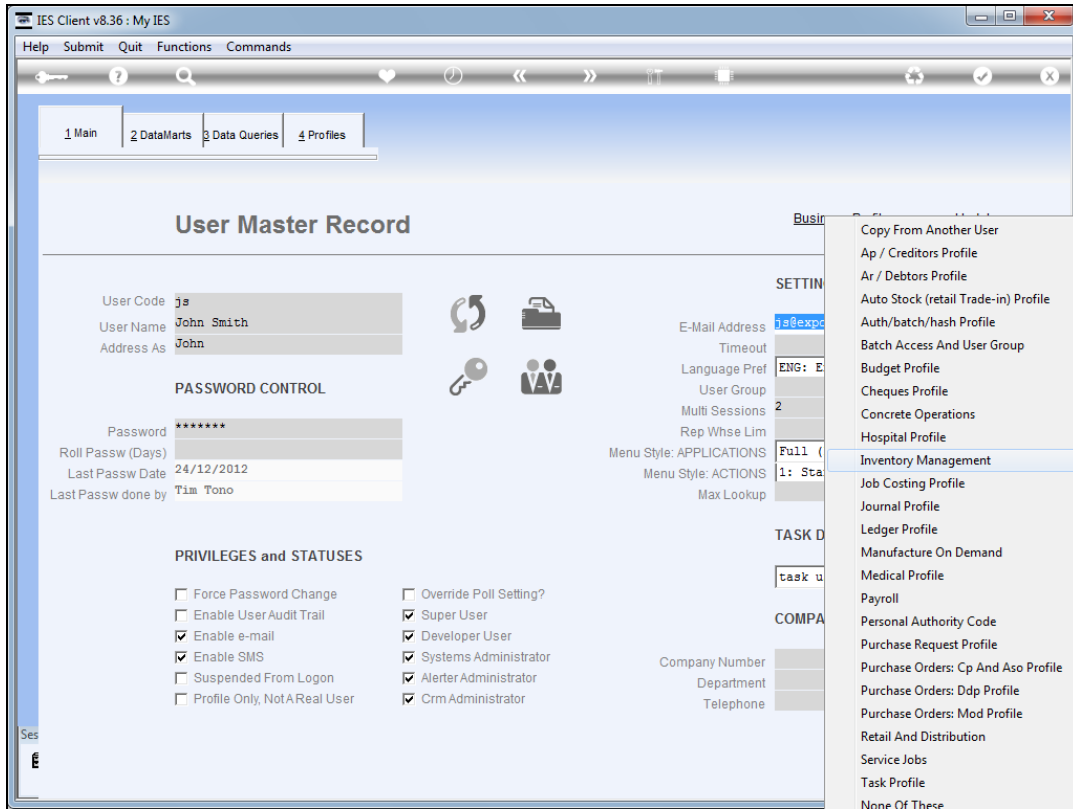 IES Client v8.36 : My IES
Help Submit Quit Functions Commands
1 Main
2 DataMarts
3 Data Queries
4 Profiles
User Master Record
User Code js
User Name John Smith
Address As John
PASSWORD CONTROL
Password *******
Roll Passw (Days)
Last Passw Date 24/12/2012
Last Passw done by Tim Tono
PRIVILEGES and STATUSES
Force Password Change
Override Poll Setting?
Enable User Audit Trail
Super User
Enable e-mail
Developer User
Enable SMS
Systems Administrator
Suspended From Logon
Alerter Administrator
Profile Only, Not A Real User
Crm Administrator
Busin
SETTIN
E-Mail Address js@expo
Timeout
Language Pref ENG: E
User Group
Multi Sessions 2
Rep Whse Lim
Menu Style: APPLICATIONS Full (
Menu Style: ACTIONS 1: Sta
Max Lookup
TASK D
task u
COMPA
Company Number
Department
Telephone
Copy From Another User
Ap / Creditors Profile
Ar / Debtors Profile
Auto Stock (retail Trade-in) Profile
Auth/batch/hash Profile
Batch Access And User Group
Budget Profile
Cheques Profile
Concrete Operations
Hospital Profile
Inventory Management
Job Costing Profile
Journal Profile
Ledger Profile
Manufacture On Demand
Medical Profile
Payroll
Personal Authority Code
Purchase Request Profile
Purchase Orders: Cp And Aso Profile
Purchase Orders: Ddp Profile
Purchase Orders: Mod Profile
Retail And Distribution
Service Jobs
Task Profile
None Of These
Ses